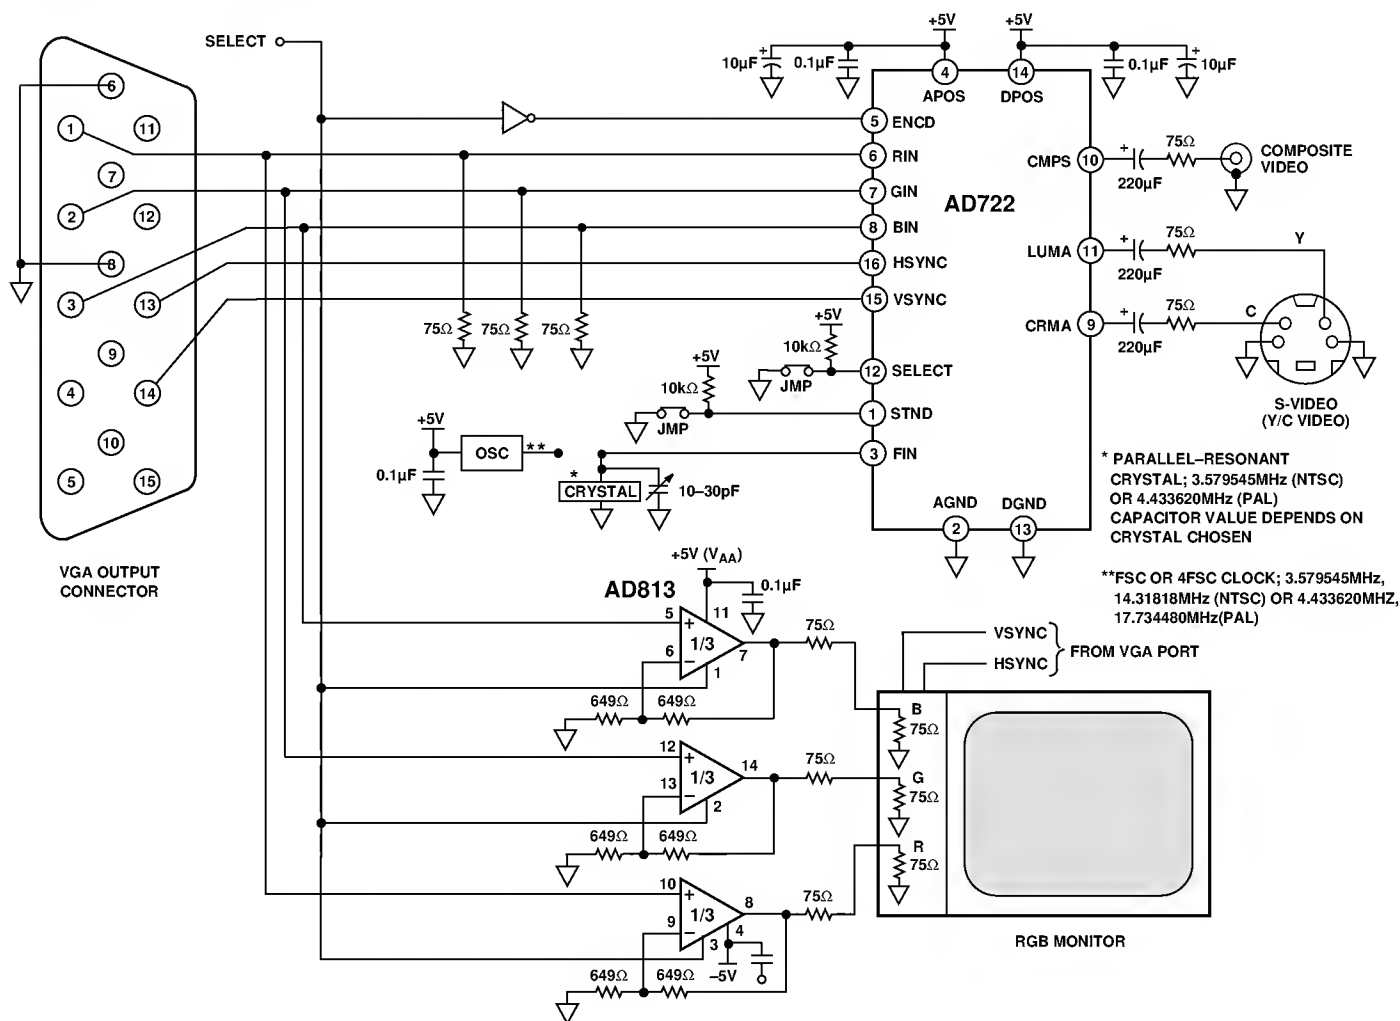 SELECT
+5V
+5V
10µF
+
0.1µF
0.1µF
+
10µF
4
14
APOS
DPOS
6
1
11
7
2
12
8
3
13
9
4
14
10
5
15
VGA OUTPUT
CONNECTOR
5
ENCD
6
RIN
7
GIN
8
BIN
16
HSYNC
15
VSYNC
12
SELECT
1
STND
3
FIN
AD722
CMPS
10
LUMA
11
CRMA
9
AGND
DGND
2
13
+
220µF
75Ω
COMPOSITE
VIDEO
+
220µF
75Ω
Y
+
220µF
75Ω
C
S-VIDEO
(Y/C VIDEO)
75Ω
75Ω
75Ω
+5V
10kΩ
JMP
+5V
10kΩ
JMP
+5V
OSC
**
0.1µF
*
CRYSTAL
10–30pF
* PARALLEL–RESONANT
CRYSTAL; 3.579545MHz (NTSC)
OR 4.433620MHz (PAL)
CAPACITOR VALUE DEPENDS ON
CRYSTAL CHOSEN
**FSC OR 4FSC CLOCK; 3.579545MHz,
14.31818MHz (NTSC) OR 4.433620MHZ,
17.734480MHz(PAL)
+5V (VAA)
AD813
0.1µF
5
+
11
1/3
6
–
7
1
75Ω
649Ω
649Ω
12
+
14
1/3
13
–
2
75Ω
649Ω
649Ω
10
+
8
1/3
9
–
4
3
–5V
75Ω
649Ω
649Ω
VSYNC
HSYNC
FROM VGA PORT
B
75Ω
G
75Ω
R
75Ω
RGB MONITOR